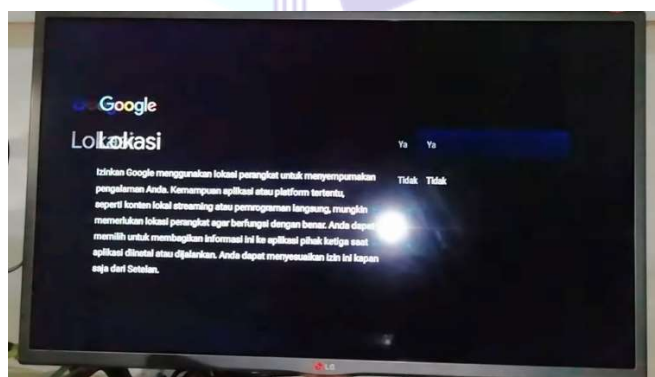 Google
Lokasi
Izinkan Google menggunakan lokasi perangkat untuk menyempurnakan
pengalaman Anda. Kemampuan aplikasi atau platform tertentu,
seperti konten lokal streaming atau pemrograman langsung, mungkin
memerlukan lokasi perangkat agar berfungsi dengan benar. Anda dapat
memilih untuk membagikan informasi ini ke aplikasi pihak ketiga saat
aplikasi diinstal atau dijalankan. Anda dapat menyesuaikan izin ini kapan
saja dari Setelan.
Ya Ya
Tidak Tidak
LG